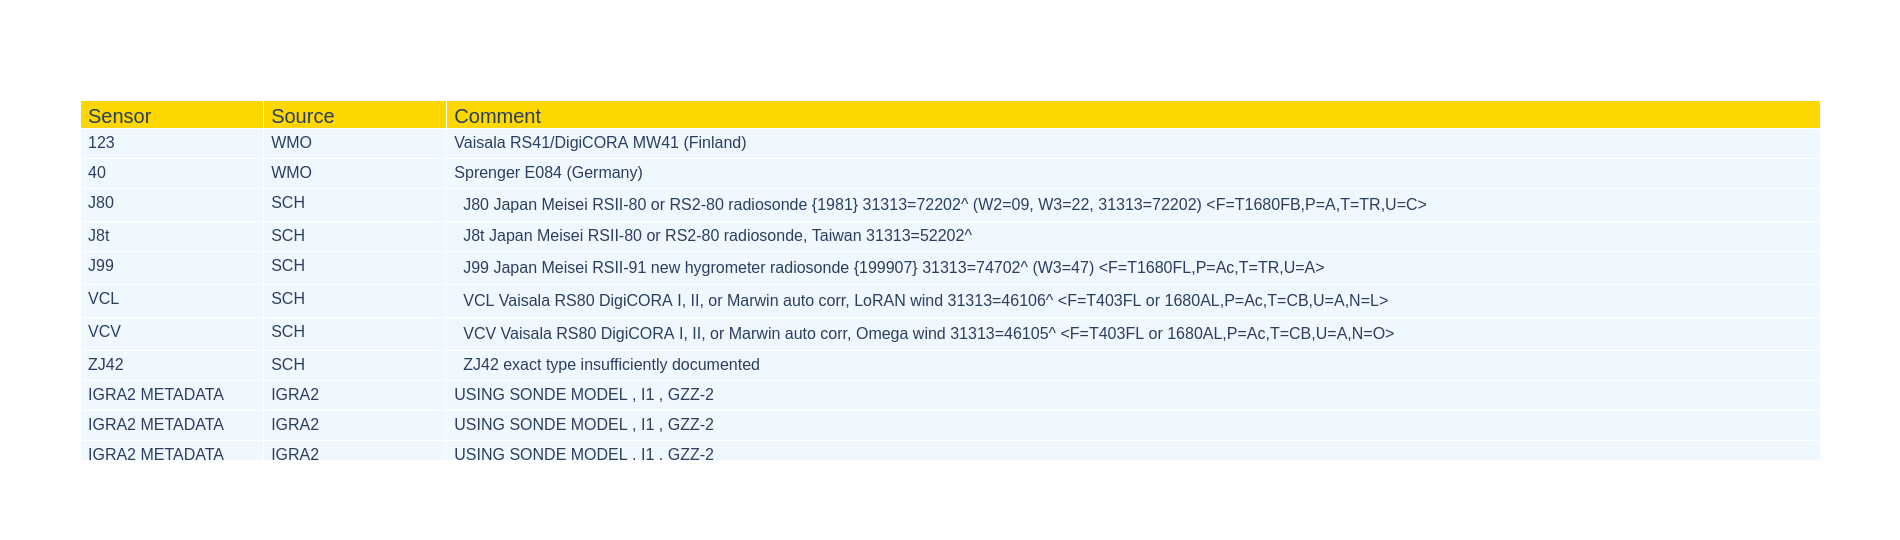 Sensor Source Comment
123 WMO Vaisala RS41/DigiCORA MW41 (Finland)
40 WMO Sprenger E084 (Germany)
J80 SCH J80 Japan Meisei RSII-80 or RS2-80 radiosonde {1981} 31313=72202^ (W2=09, W3=22, 31313=72202) <F=T1680FB,P=A,T=TR,U=C>
J8t SCH J8t Japan Meisei RSII-80 or RS2-80 radiosonde, Taiwan 31313=52202^
J99 SCH J99 Japan Meisei RSII-91 new hygrometer radiosonde {199907} 31313=74702^ (W3=47) <F=T1680FL,P=Ac,T=TR,U=A>
VCL SCH VCL Vaisala RS80 DigiCORA I, II, or Marwin auto corr, LoRAN wind 31313=46106^ <F=T403FL or 1680AL,P=Ac,T=CB,U=A,N=L>
VCV SCH VCV Vaisala RS80 DigiCORA I, II, or Marwin auto corr, Omega wind 31313=46105^ <F=T403FL or 1680AL,P=Ac,T=CB,U=A,N=O>
ZJ42 SCH ZJ42 exact type insufficiently documented
IGRA2 METADATA IGRA2 USING SONDE MODEL , I1 , GZZ-2
IGRA2 METADATA IGRA2 USING SONDE MODEL , I1 , GZZ-2
IGRA2 METADATA IGRA2 USING SONDE MODEL , I1 , GZZ-2